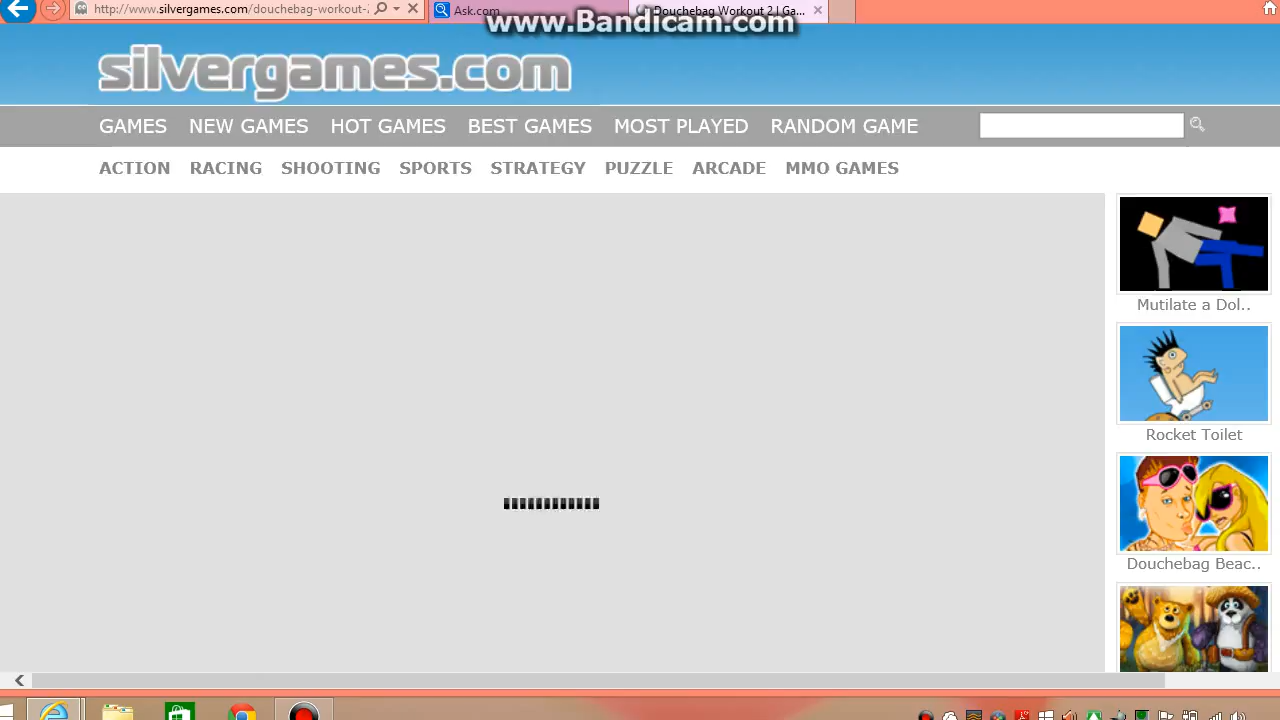 http://www.silvergames.com/douchebag-workout-2
Ask.com
Douchebag Workout 2 | Ga...
www.Bandicam.com
silvergames.com
GAMES NEW GAMES HOT GAMES BEST GAMES MOST PLAYED RANDOM GAME
ACTION RACING SHOOTING SPORTS STRATEGY PUZZLE ARCADE MMO GAMES
Mutilate a Dol..
Rocket Toilet
Douchebag Beac..